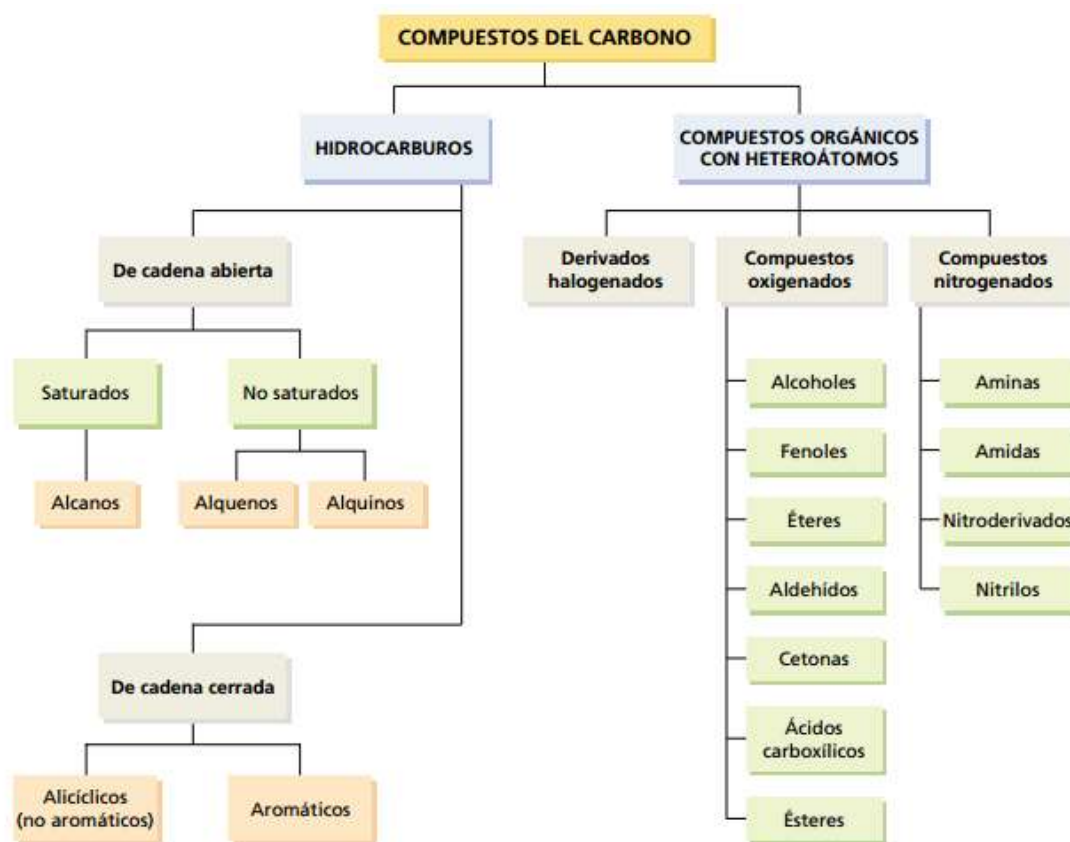 COMPUESTOS DEL CARBONO
HIDROCARBUROS
COMPUESTOS ORGÁNICOS
CON HETEROÁTOMOS
De cadena abierta
Derivados
halogenados
Compuestos
oxigenados
Compuestos
nitrogenados
Saturados
No saturados
Alcanos
Alquenos
Alquinos
Alcoholes
Fenoles
Éteres
Aldehídos
Cetonas
Ácidos
carboxílicos
Ésteres
Aminas
Amidas
Nitroderivados
Nitrilos
De cadena cerrada
Alicíclicos
(no aromáticos)
Aromáticos